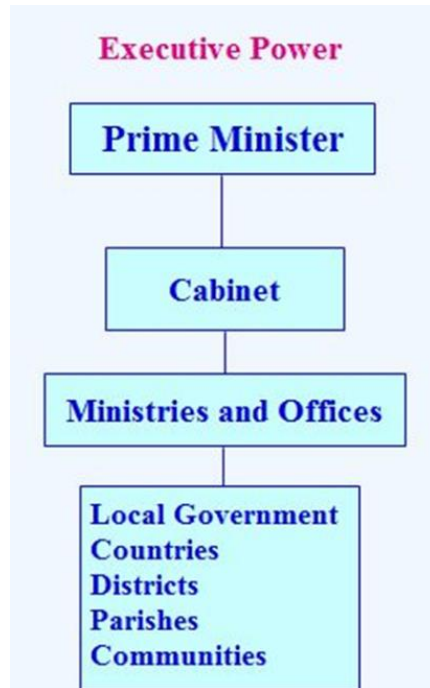 Executive Power
Prime Minister
Cabinet
Ministries and Offices
Local Government
Countries
Districts
Parishes
Communities